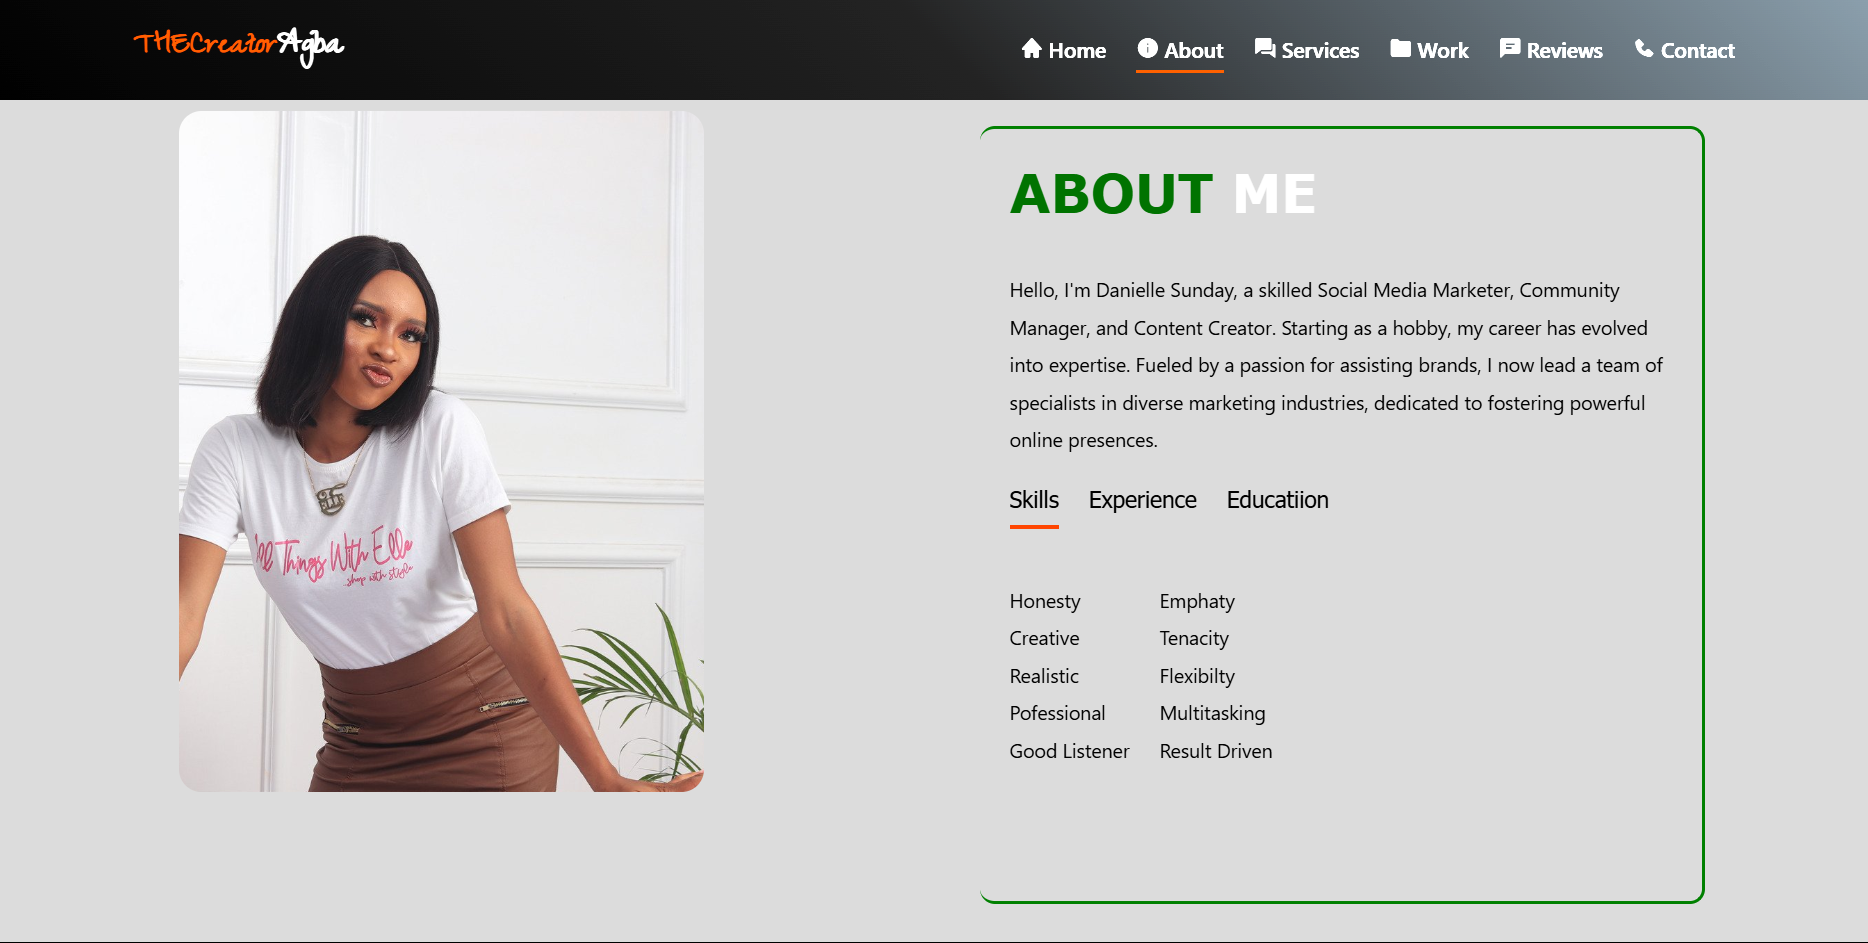 THECreatorAgba
Home About Services Work Reviews Contact
ABOUT ME
Hello, I'm Danielle Sunday, a skilled Social Media Marketer, Community
Manager, and Content Creator. Starting as a hobby, my career has evolved
into expertise. Fueled by a passion for assisting brands, I now lead a team of
specialists in diverse marketing industries, dedicated to fostering powerful
online presences.
Skills Experience Educatiion
Honesty Emphaty
Creative Tenacity
Realistic Flexibilty
Pofessional Multitasking
Good Listener Result Driven
ELLE
Things With Ella
...shop with style